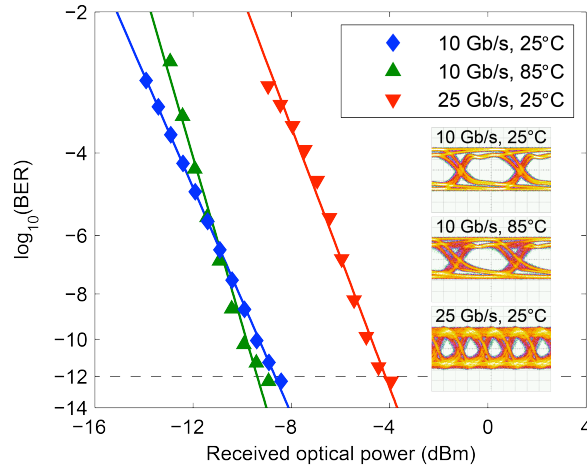 −2
−4
−6
−8
−10
−12
−14
log10(BER)
−16
−12
−8
−4
0
4
Received optical power (dBm)
10 Gb/s, 25°C
10 Gb/s, 85°C
25 Gb/s, 25°C
10 Gb/s, 25°C
10 Gb/s, 85°C
25 Gb/s, 25°C